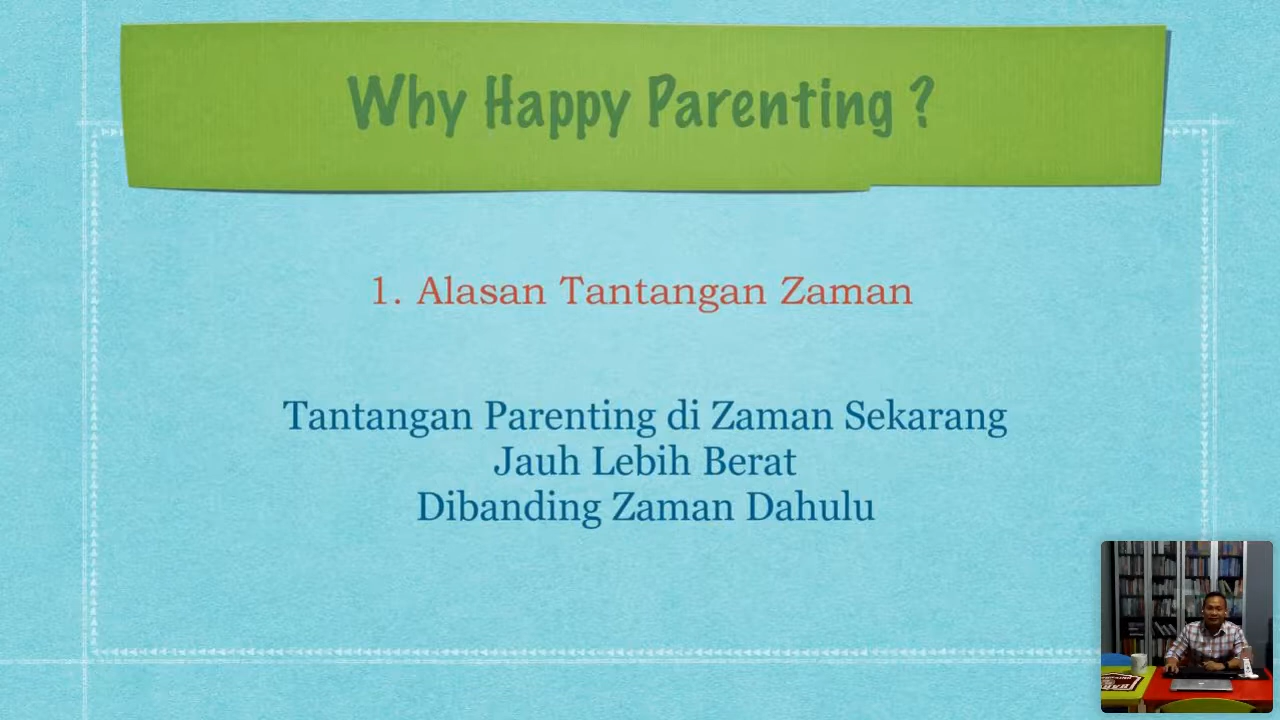 Why Happy Parenting ?
1. Alasan Tantangan Zaman
Tantangan Parenting di Zaman Sekarang
Jauh Lebih Berat
Dibanding Zaman Dahulu